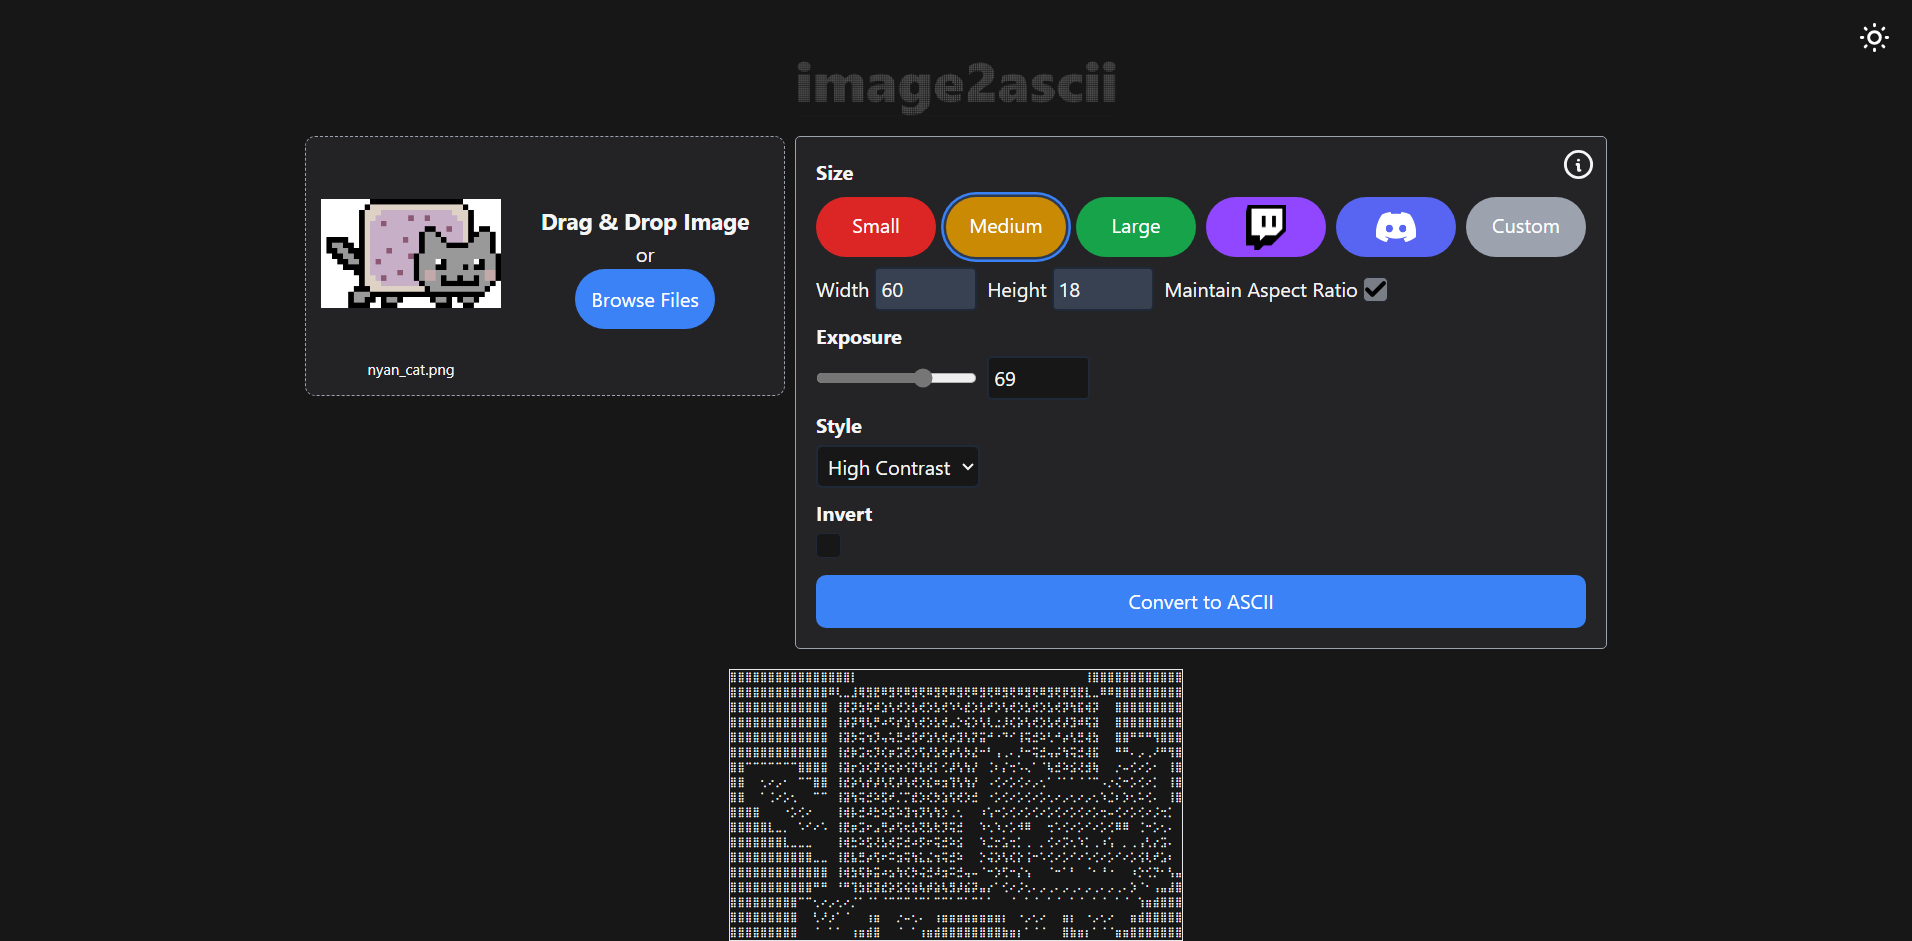 image2ascii
Drag & Drop Image
or
Browse Files
nyan_cat.png
Size
Small
Medium
Large
Custom
Width 60 Height 18 Maintain Aspect Ratio
Exposure
69
Style
High Contrast
Invert
Convert to ASCII